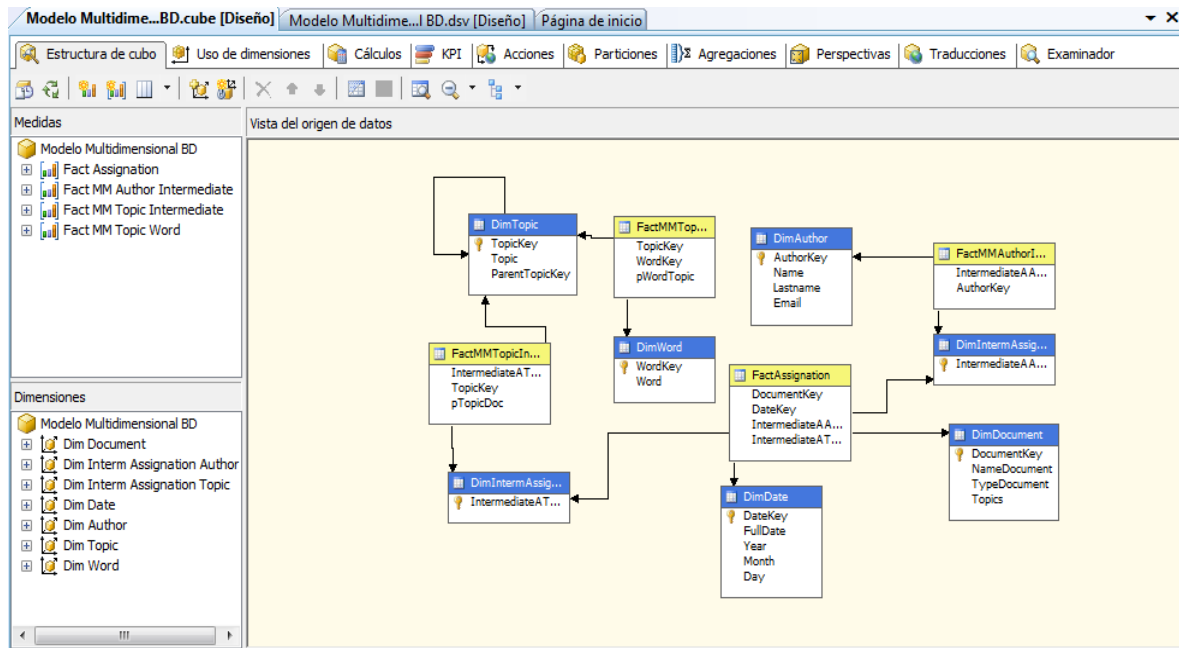 Modelo Multidime...BD.cube [Diseño]
Modelo Multidime...l BD.dsv [Diseño]
Página de inicio
Estructura de cubo
Uso de dimensiones
Cálculos
KPI
Acciones
Particiones
Agregaciones
Perspectivas
Traducciones
Examinador
Medidas
Modelo Multidimensional BD
Fact Assignation
Fact MM Author Intermediate
Fact MM Topic Intermediate
Fact MM Topic Word
Dimensiones
Modelo Multidimensional BD
Dim Document
Dim Interm Assignation Author
Dim Interm Assignation Topic
Dim Date
Dim Author
Dim Topic
Dim Word
Vista del origen de datos
DimTopic
TopicKey
Topic
ParentTopicKey
FactMMTop...
TopicKey
WordKey
pWordTopic
DimAuthor
AuthorKey
Name
Lastname
Email
FactMMAuthorI...
IntermediateAA...
AuthorKey
FactMMTopicIn...
IntermediateAT...
TopicKey
pTopicDoc
DimWord
WordKey
Word
FactAssignation
DocumentKey
DateKey
IntermediateAA...
IntermediateAT...
DimIntermAssig...
IntermediateAA...
DimIntermAssig...
IntermediateAT...
DimDate
DateKey
FullDate
Year
Month
Day
DimDocument
DocumentKey
NameDocument
TypeDocument
Topics